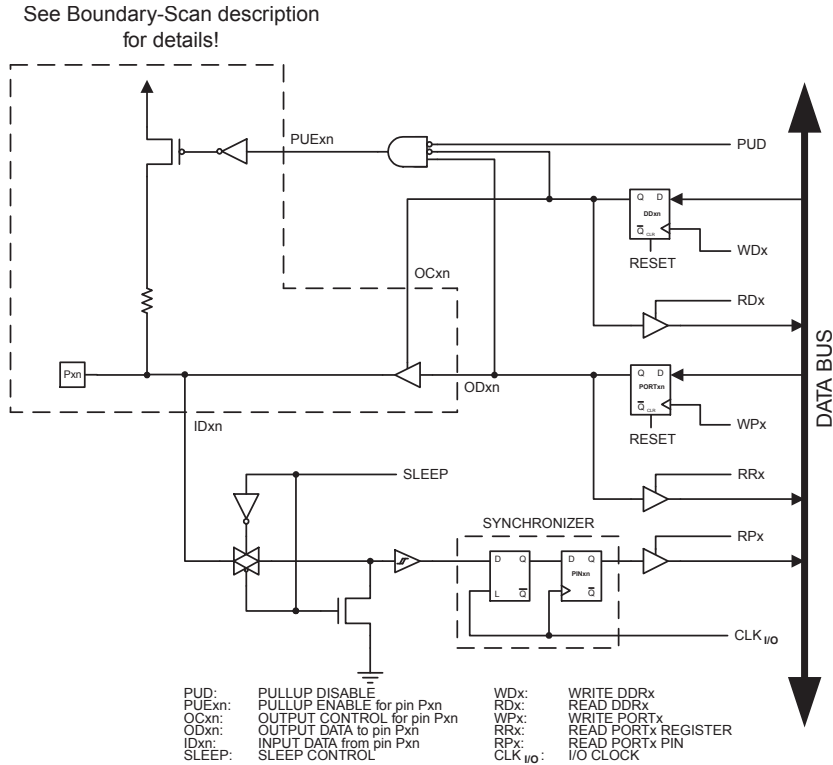 See Boundary-Scan description
for details!
PUExn
PUD
Q D
DDxn
Q CLR
WDx
RESET
OCxn
RDx
Pxn
ODxn
Q D
PORTxn
Q CLR
WPx
RESET
IDxn
SLEEP
RRx
SYNCHRONIZER
RPx
D Q
L Q
D Q
PINxn
Q
CLK I/O
DATA BUS
PUD: PULLUP DISABLE
PUExn: PULLUP ENABLE for pin Pxn
OCxn: OUTPUT CONTROL for pin Pxn
ODxn: OUTPUT DATA to pin Pxn
IDxn: INPUT DATA from pin Pxn
SLEEP: SLEEP CONTROL
WDx: WRITE DDRx
RDx: READ DDRx
WPx: WRITE PORTx
RRx: READ PORTx REGISTER
RPx: READ PORTx PIN
CLK I/O: I/O CLOCK